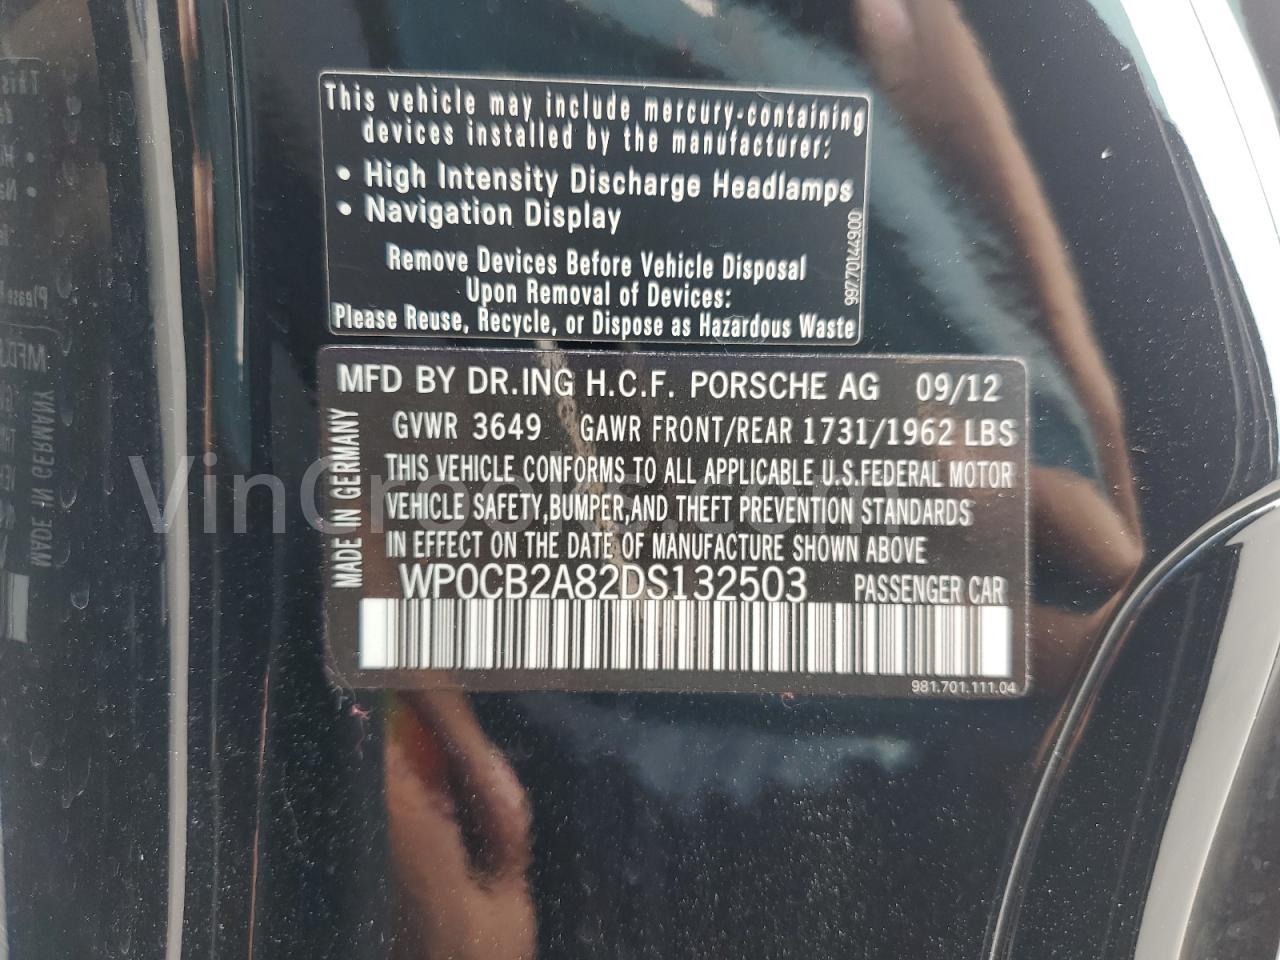 This vehicle may include mercury-containing
devices installed by the manufacturer:
• High Intensity Discharge Headlamps
• Navigation Display
Remove Devices Before Vehicle Disposal
Upon Removal of Devices:
Please Reuse, Recycle, or Dispose as Hazardous Waste
997.701.449.00
MFD BY DR.ING H.C.F. PORSCHE AG 09/12
GVWR 3649 GAWR FRONT/REAR 1731/1962 LBS
THIS VEHICLE CONFORMS TO ALL APPLICABLE U.S.FEDERAL MOTOR
VEHICLE SAFETY,BUMPER,AND THEFT PREVENTION STANDARDS
IN EFFECT ON THE DATE OF MANUFACTURE SHOWN ABOVE
WP0CB2A82DS132503 PASSENGER CAR
MADE IN GERMANY
981.701.111.04
VinCrooks.com